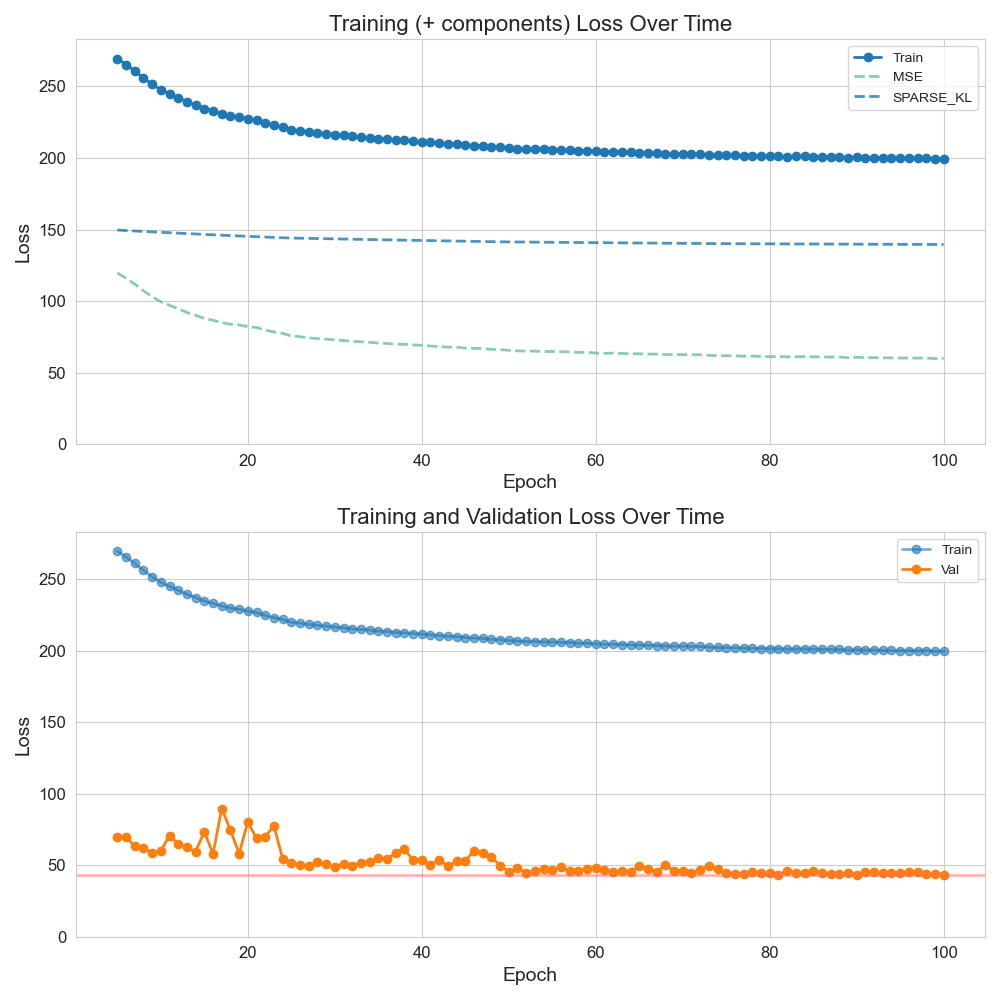 Training (+ components) Loss Over Time
Loss
250
200
150
100
50
0
Train
MSE
SPARSE_KL
20 40 60 80 100
Epoch
Training and Validation Loss Over Time
Loss
250
200
150
100
50
0
Train
Val
20 40 60 80 100
Epoch